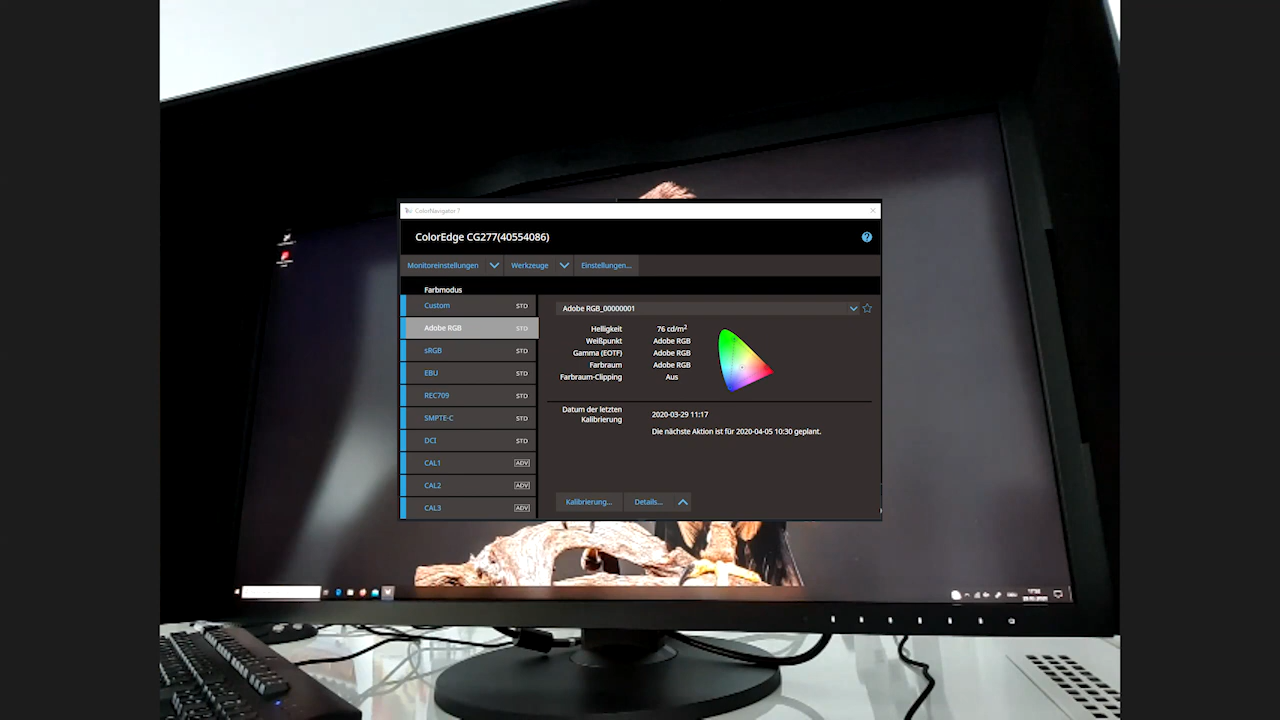 ColorNavigator 7
ColorEdge CG277(40554086)
Monitoreinstellungen Werkzeuge Einstellungen...
Farbmodus
Custom STD
Adobe RGB STD
sRGB STD
EBU STD
REC709 STD
SMPTE-C STD
DCI STD
CAL1 ADV
CAL2 ADV
CAL3 ADV
Adobe RGB_00000001
Helligkeit 76 cd/m²
Weißpunkt Adobe RGB
Gamma (EOTF) Adobe RGB
Farbraum Adobe RGB
Farbraum-Clipping Aus
Datum der letzten
Kalibrierung 2020-03-29 11:17
Die nächste Aktion ist für 2020-04-05 10:30 geplant.
Kalibrierung... Details...